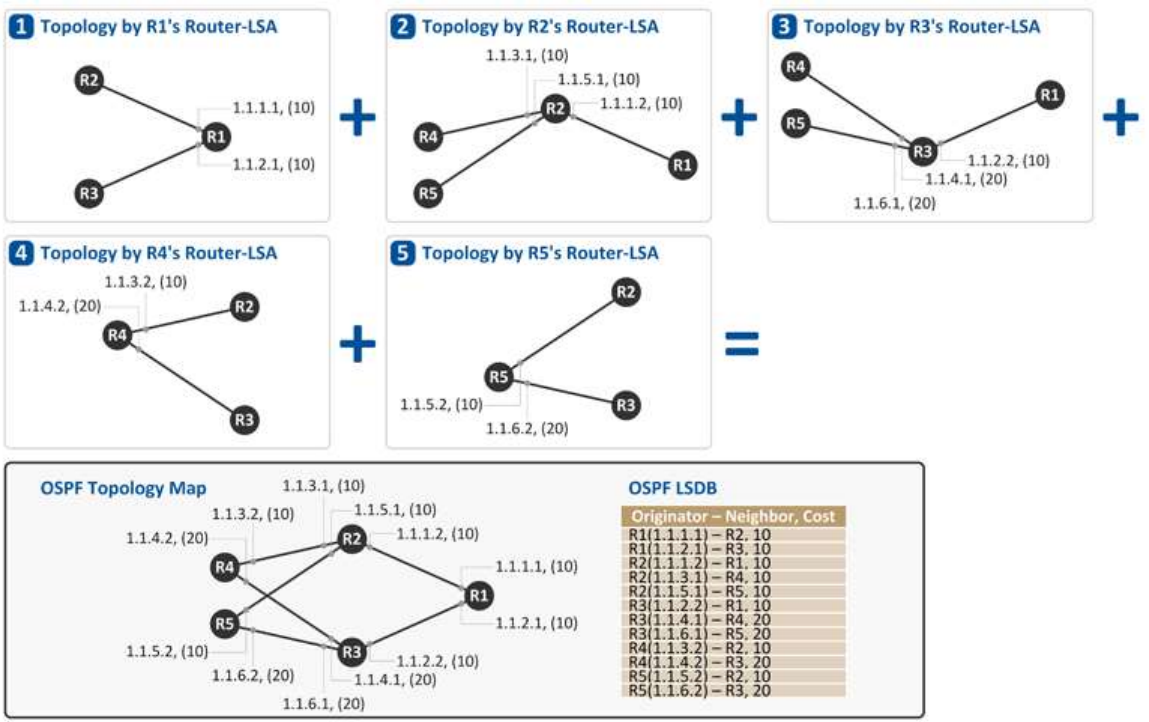 1 Topology by R1's Router-LSA
R2
1.1.1.1, (10)
R1
1.1.2.1, (10)
R3
+
2 Topology by R2's Router-LSA
1.1.3.1, (10)
1.1.5.1, (10)
R2
1.1.1.2, (10)
R4
R1
R5
+
3 Topology by R3's Router-LSA
R4
R1
R5
R3
1.1.2.2, (10)
1.1.4.1, (20)
1.1.6.1, (20)
+
4 Topology by R4's Router-LSA
1.1.3.2, (10)
1.1.4.2, (20)
R2
R4
R3
+
5 Topology by R5's Router-LSA
R2
R5
1.1.5.2, (10)
R3
1.1.6.2, (20)
=
OSPF Topology Map
1.1.3.1, (10)
1.1.3.2, (10)
1.1.5.1, (10)
1.1.4.2, (20)
R2
1.1.1.2, (10)
R4
1.1.1.1, (10)
R1
R5
1.1.2.1, (10)
1.1.5.2, (10)
R3
1.1.2.2, (10)
1.1.6.2, (20)
1.1.4.1, (20)
1.1.6.1, (20)
OSPF LSDB
Originator – Neighbor, Cost
R1(1.1.1.1) – R2, 10
R1(1.1.2.1) – R3, 10
R2(1.1.1.2) – R1, 10
R2(1.1.3.1) – R4, 10
R2(1.1.5.1) – R5, 10
R3(1.1.2.2) – R1, 10
R3(1.1.4.1) – R4, 20
R3(1.1.6.1) – R5, 20
R4(1.1.3.2) – R2, 10
R4(1.1.4.2) – R3, 20
R5(1.1.5.2) – R2, 10
R5(1.1.6.2) – R3, 20